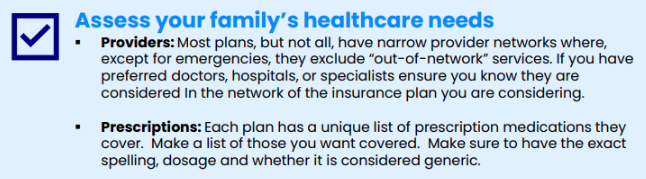 Assess your family's healthcare needs
▪ Providers: Most plans, but not all, have narrow provider networks where,
except for emergencies, they exclude "out-of-network" services. If you have
preferred doctors, hospitals, or specialists ensure you know they are
considered In the network of the insurance plan you are considering.
▪ Prescriptions: Each plan has a unique list of prescription medications they
cover.  Make a list of those you want covered.  Make sure to have the exact
spelling, dosage and whether it is considered generic.